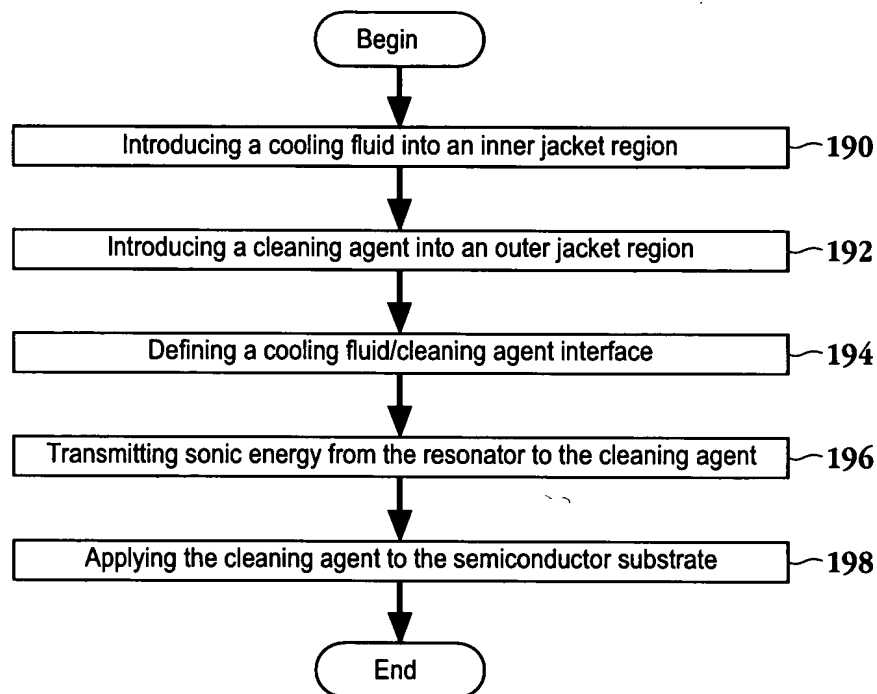 Begin
Introducing a cooling fluid into an inner jacket region
190
Introducing a cleaning agent into an outer jacket region
192
Defining a cooling fluid/cleaning agent interface
194
Transmitting sonic energy from the resonator to the cleaning agent
196
Applying the cleaning agent to the semiconductor substrate
198
End